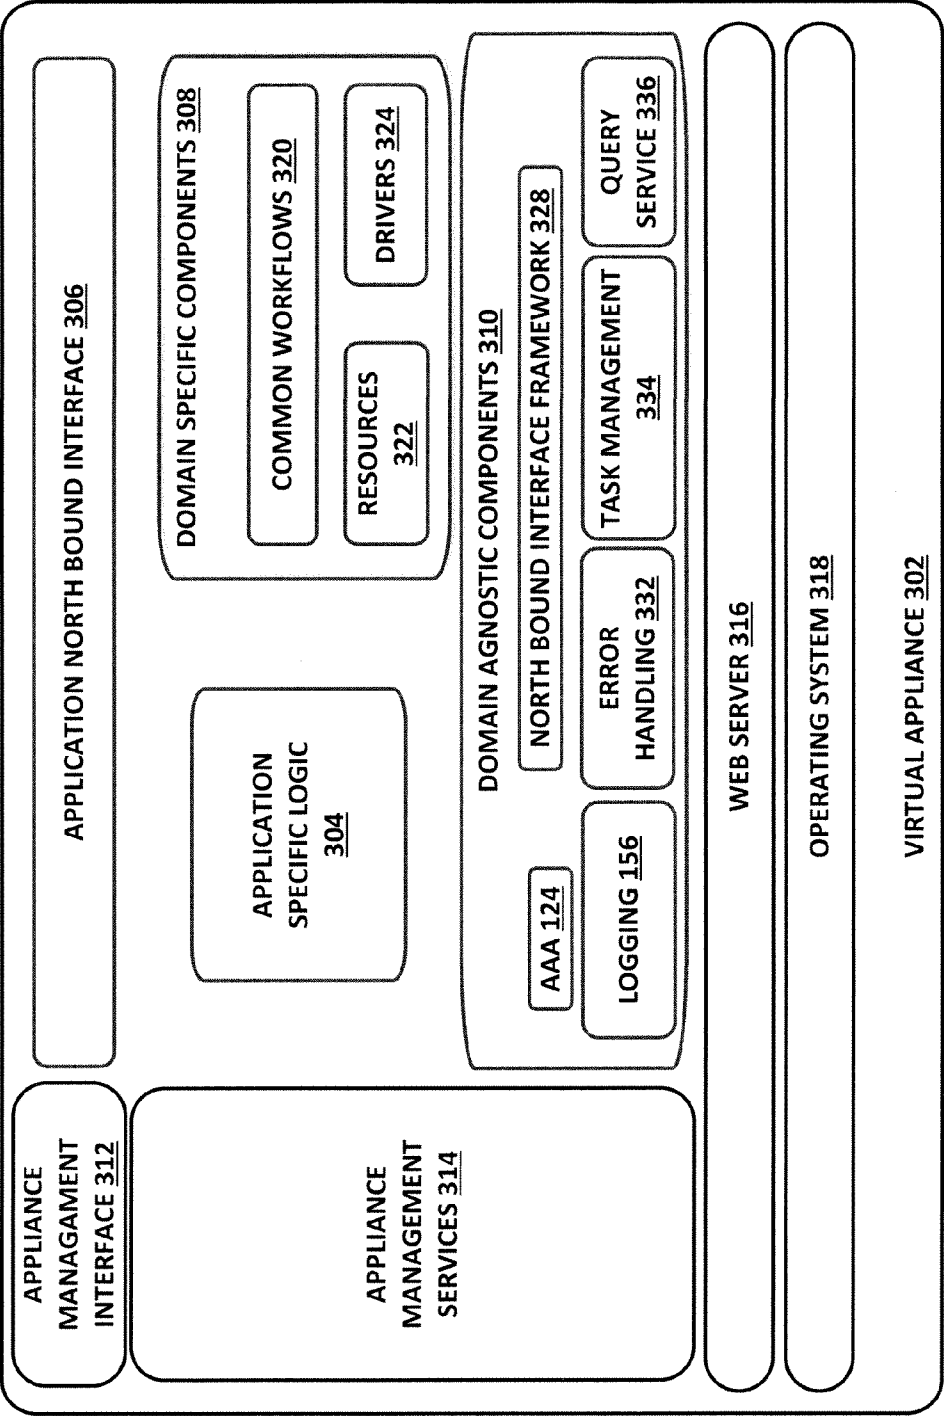 APPLIANCE
MANAGAMENT
INTERFACE 312
APPLICATION NORTH BOUND INTERFACE 306
APPLIANCE
MANAGEMENT
SERVICES 314
APPLICATION
SPECIFIC LOGIC
304
DOMAIN SPECIFIC COMPONENTS 308
COMMON WORKFLOWS 320
RESOURCES
322
DRIVERS 324
DOMAIN AGNOSTIC COMPONENTS 310
AAA 124
NORTH BOUND INTERFACE FRAMEWORK 328
LOGGING 156
ERROR
HANDLING 332
TASK MANAGEMENT
334
QUERY
SERVICE 336
WEB SERVER 316
OPERATING SYSTEM 318
VIRTUAL APPLIANCE 302